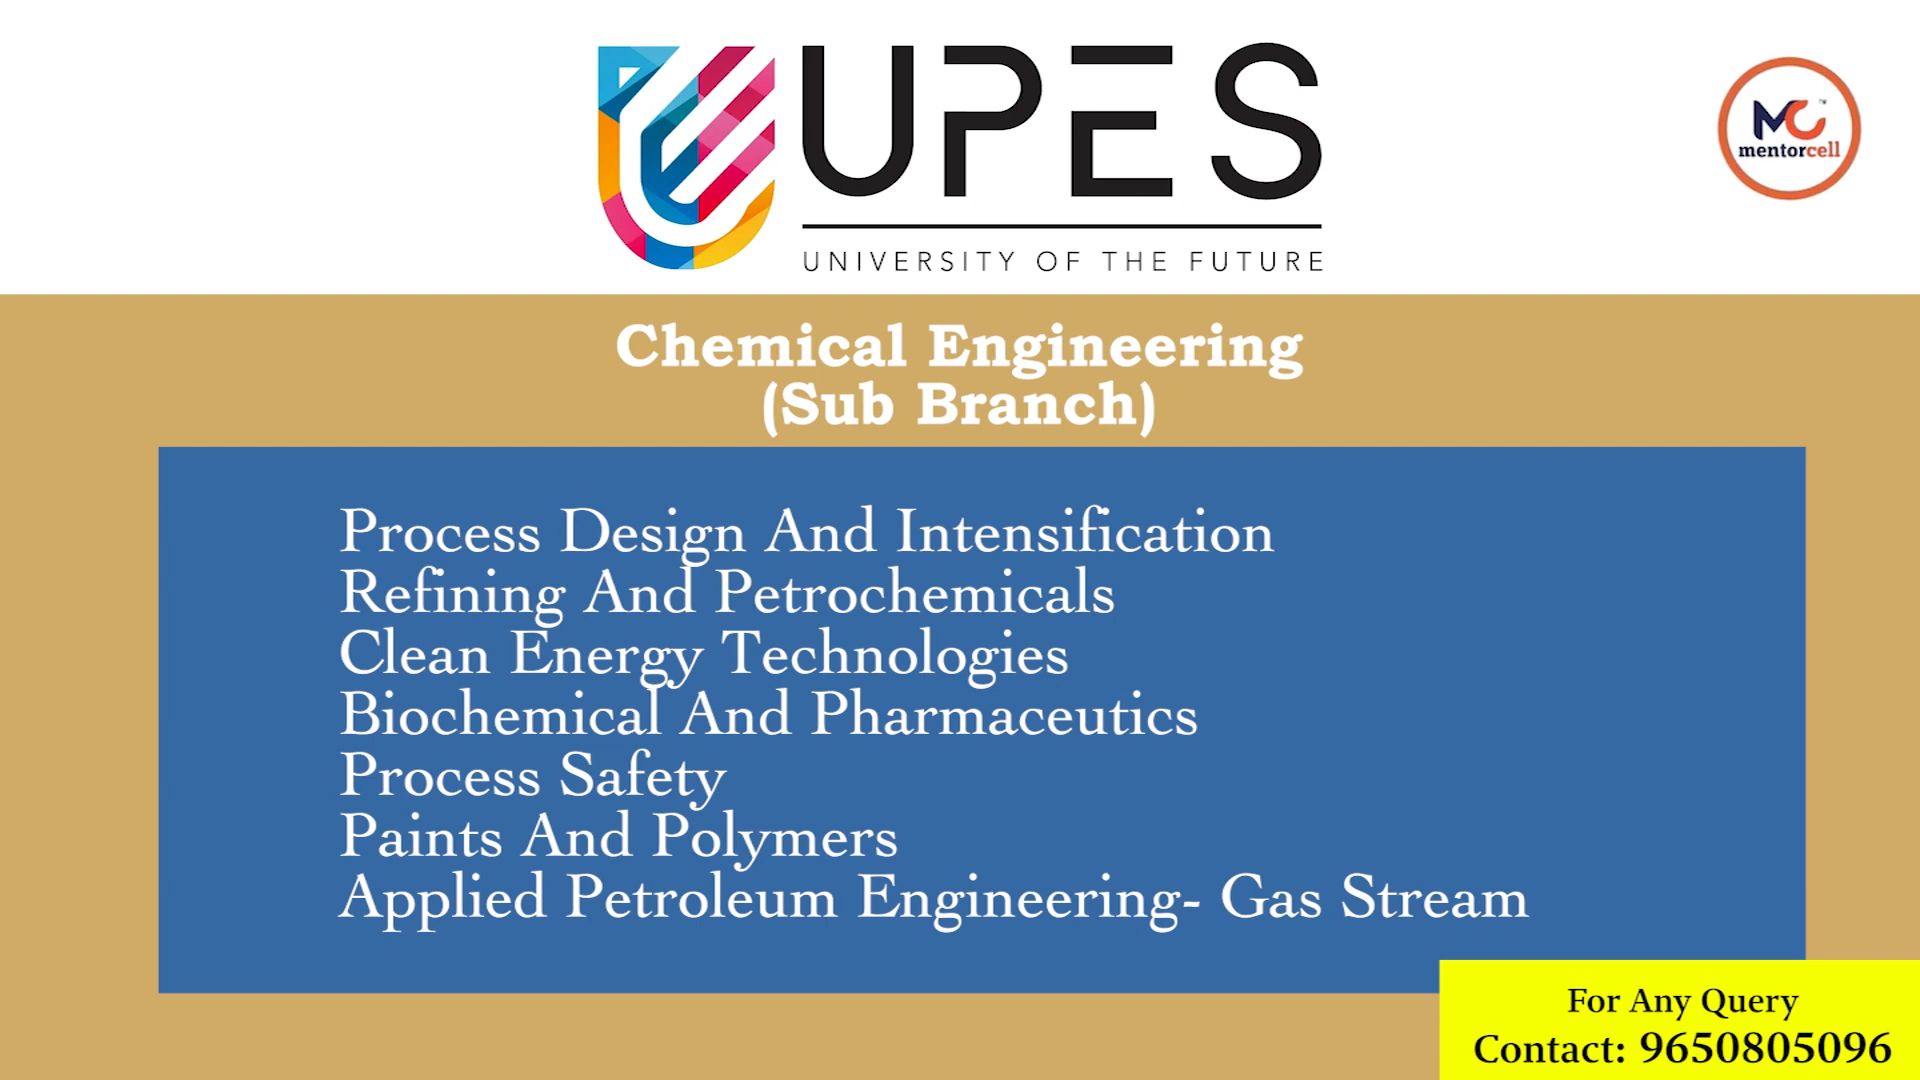 UPES
UNIVERSITY OF THE FUTURE
MC™
mentorcell
Chemical Engineering
(Sub Branch)
Process Design And Intensification
Refining And Petrochemicals
Clean Energy Technologies
Biochemical And Pharmaceutics
Process Safety
Paints And Polymers
Applied Petroleum Engineering- Gas Stream
For Any Query
Contact: 9650805096